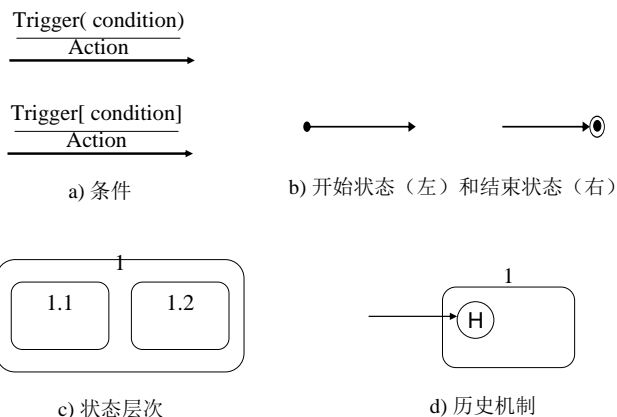 Trigger( condition)
Action
Trigger[ condition]
Action
a) 条件
b) 开始状态（左）和结束状态（右）
1
1.1
1.2
c) 状态层次
1
H
d) 历史机制